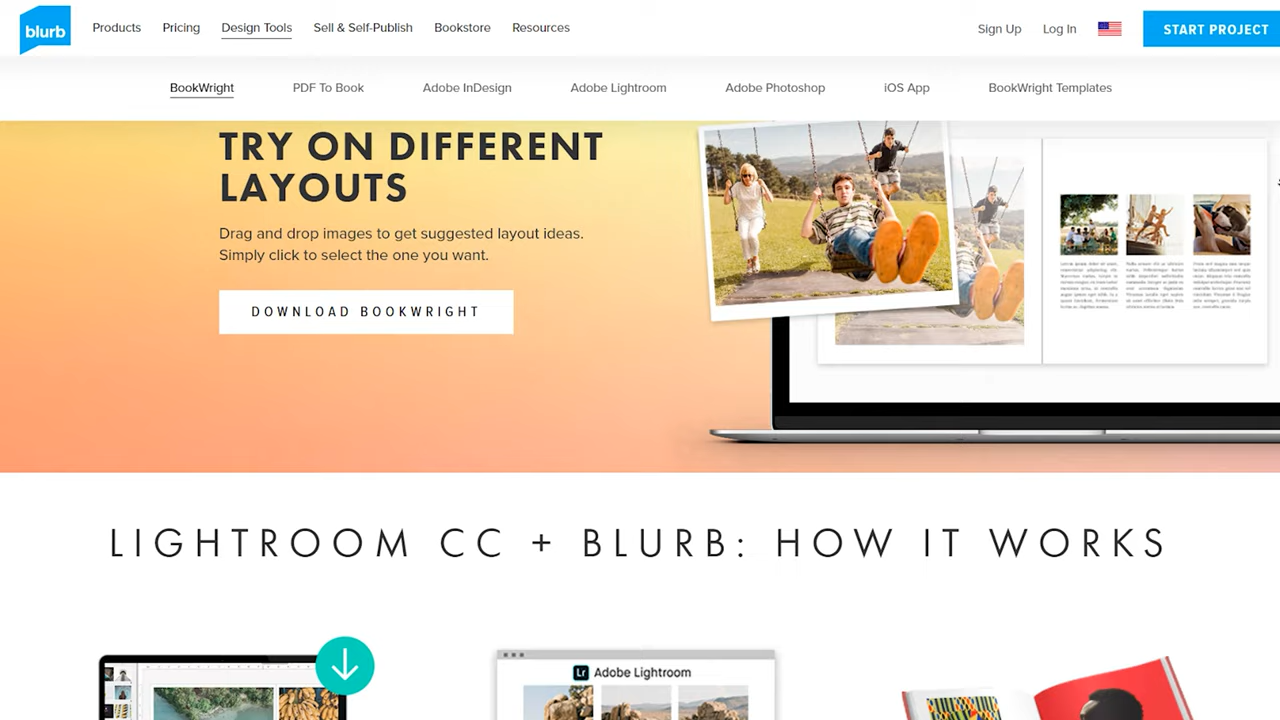 blurb
Products Pricing Design Tools Sell & Self-Publish Bookstore Resources Sign Up Log In START PROJECT
BookWright PDF To Book Adobe InDesign Adobe Lightroom Adobe Photoshop iOS App BookWright Templates
TRY ON DIFFERENT
LAYOUTS
Drag and drop images to get suggested layout ideas.
Simply click to select the one you want.
DOWNLOAD BOOKWRIGHT
LIGHTROOM CC + BLURB: HOW IT WORKS
Lr Adobe Lightroom